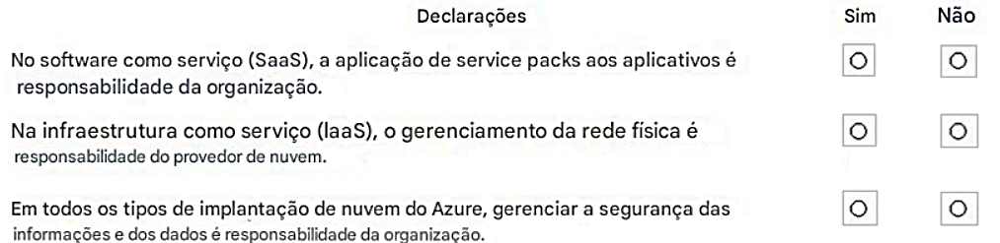 Declarações Sim Não
No software como serviço (SaaS), a aplicação de service packs aos aplicativos é
responsabilidade da organização.
Na infraestrutura como serviço (laaS), o gerenciamento da rede física é
responsabilidade do provedor de nuvem.
Em todos os tipos de implantação de nuvem do Azure, gerenciar a segurança das
informações e dos dados é responsabilidade da organização.